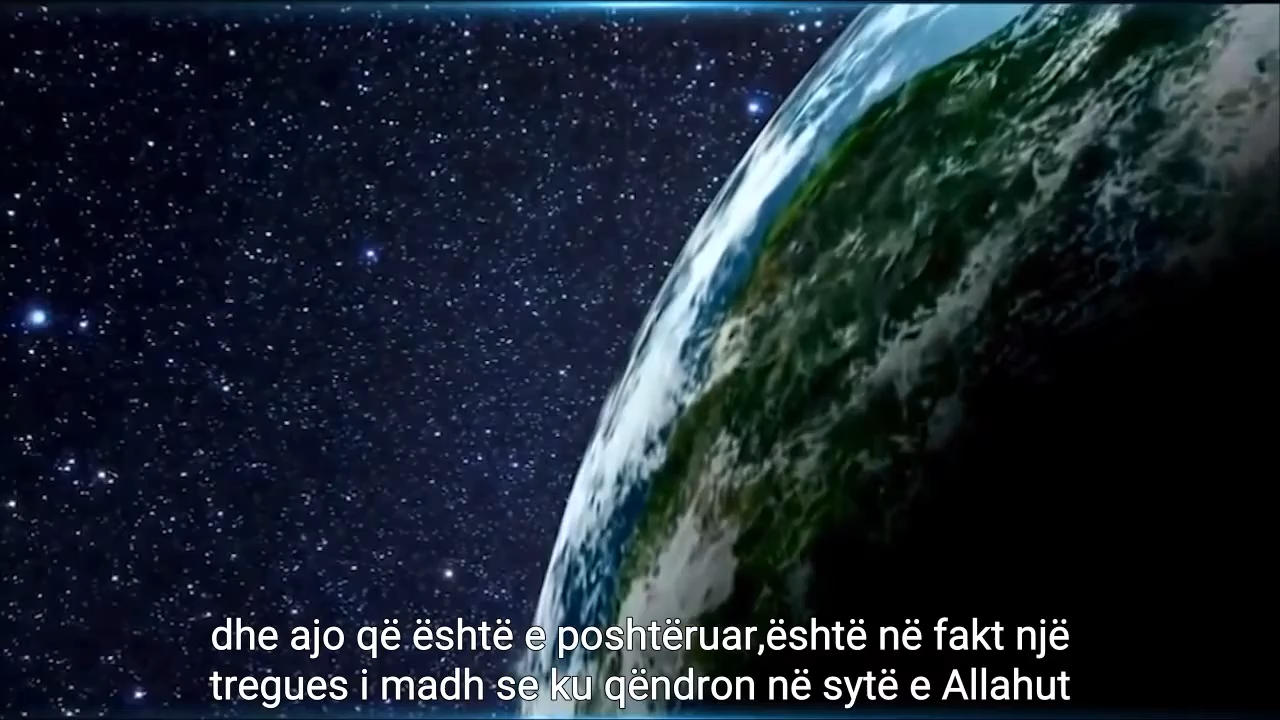 dhe ajo që është e poshtëruar,është në fakt një
tregues i madh se ku qëndron në sytë e Allahut